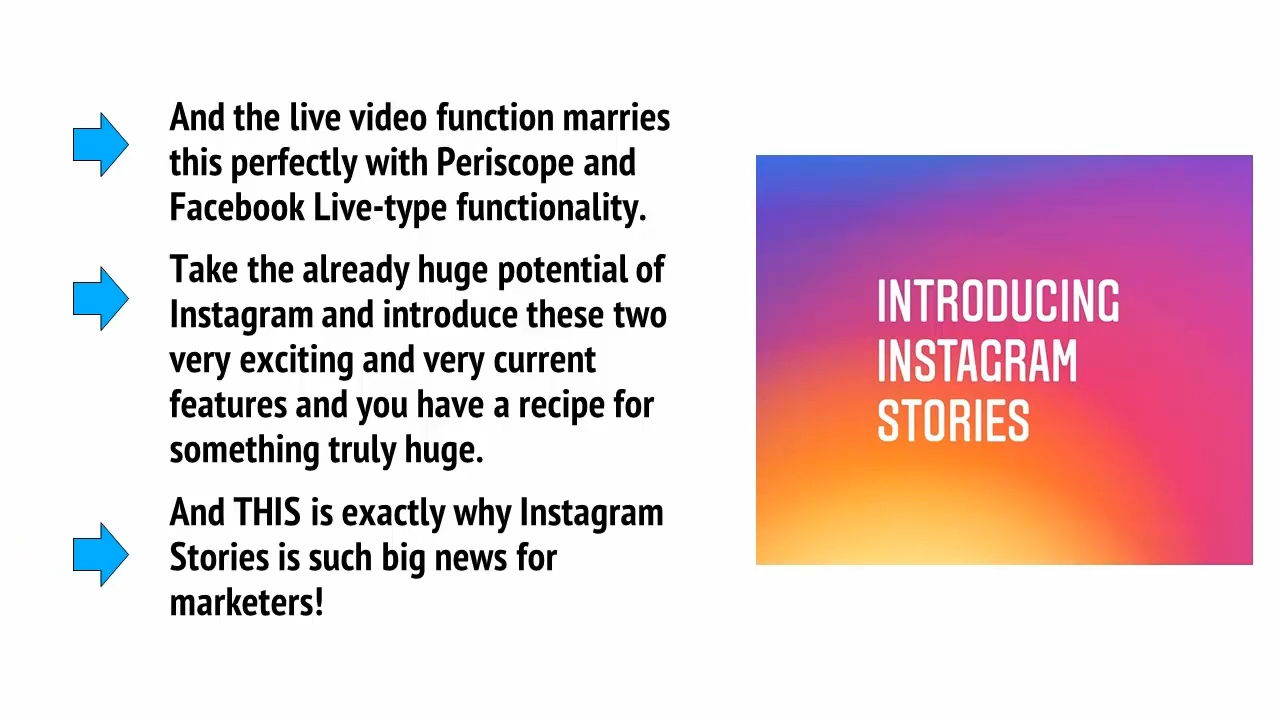 And the live video function marries
this perfectly with Periscope and
Facebook Live-type functionality.
Take the already huge potential of
Instagram and introduce these two
very exciting and very current
features and you have a recipe for
something truly huge.
And THIS is exactly why Instagram
Stories is such big news for
marketers!
INTRODUCING
INSTAGRAM
STORIES